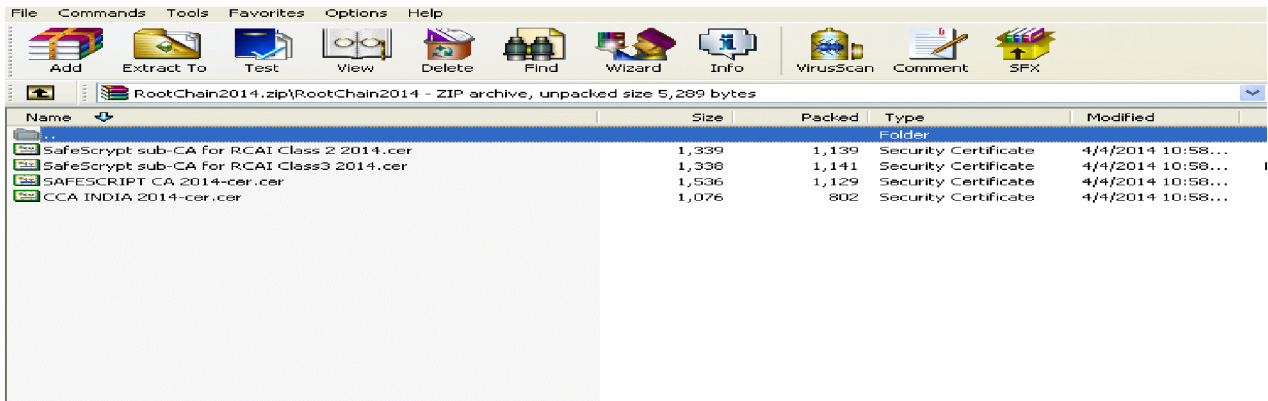 File Commands Tools Favorites Options Help
Add Extract To Test View Delete Find Wizard Info VirusScan Comment SFX
RootChain2014.zip\RootChain2014 - ZIP archive, unpacked size 5,289 bytes
Name Size Packed Type Modified
.. Folder
SafeScrypt sub-CA for RCAI Class 2 2014.cer 1,339 1,139 Security Certificate 4/4/2014 10:58...
SafeScrypt sub-CA for RCAI Class3 2014.cer 1,338 1,141 Security Certificate 4/4/2014 10:58...
SAFESCRIPT CA 2014-cer.cer 1,536 1,129 Security Certificate 4/4/2014 10:58...
CCA INDIA 2014-cer.cer 1,076 802 Security Certificate 4/4/2014 10:58...